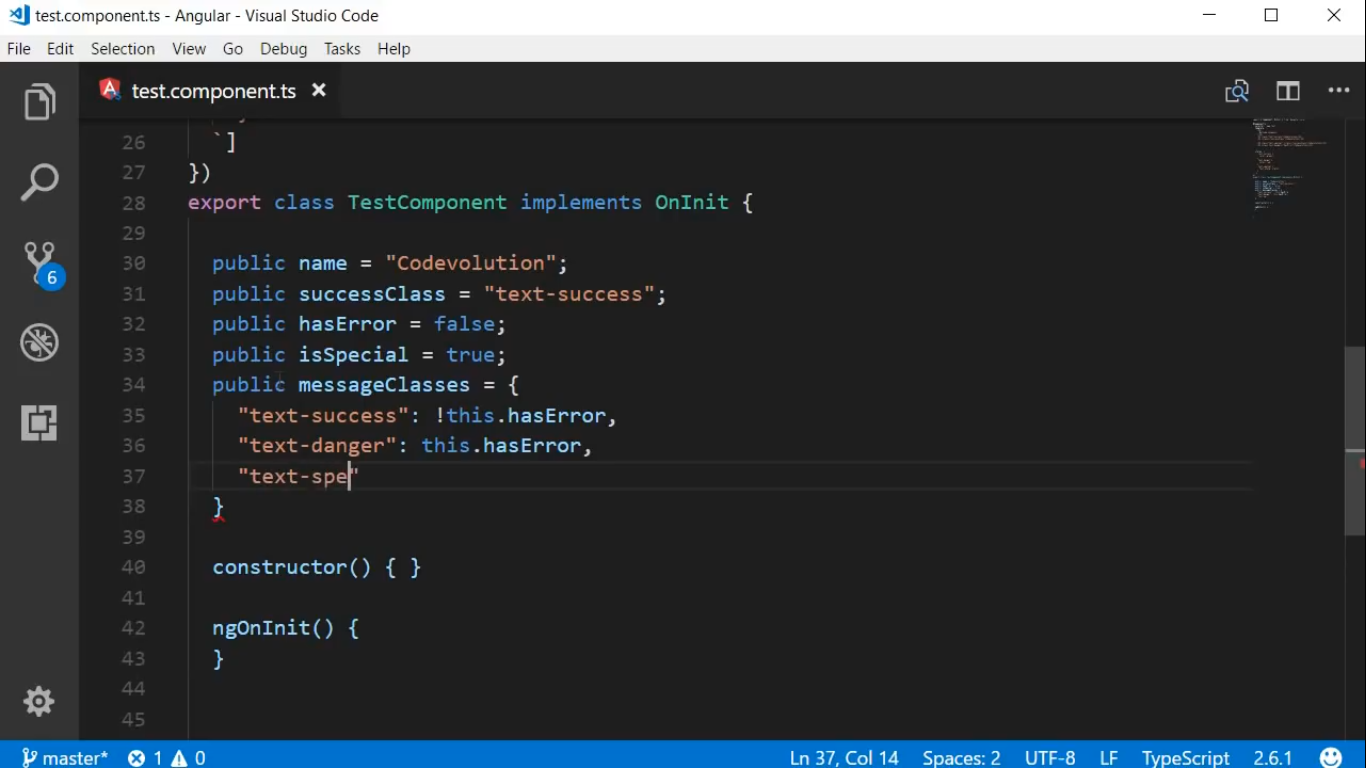 test.component.ts - Angular - Visual Studio Code
File Edit Selection View Go Debug Tasks Help
test.component.ts
26 `]
27 })
28 export class TestComponent implements OnInit {
29
30 public name = "Codevolution";
31 public successClass = "text-success";
32 public hasError = false;
33 public isSpecial = true;
34 public messageClasses = {
35 "text-success": !this.hasError,
36 "text-danger": this.hasError,
37 "text-spe"
38 }
39
40 constructor() { }
41
42 ngOnInit() {
43 }
44
45
6
master* 1 0 Ln 37, Col 14 Spaces: 2 UTF-8 LF TypeScript 2.6.1